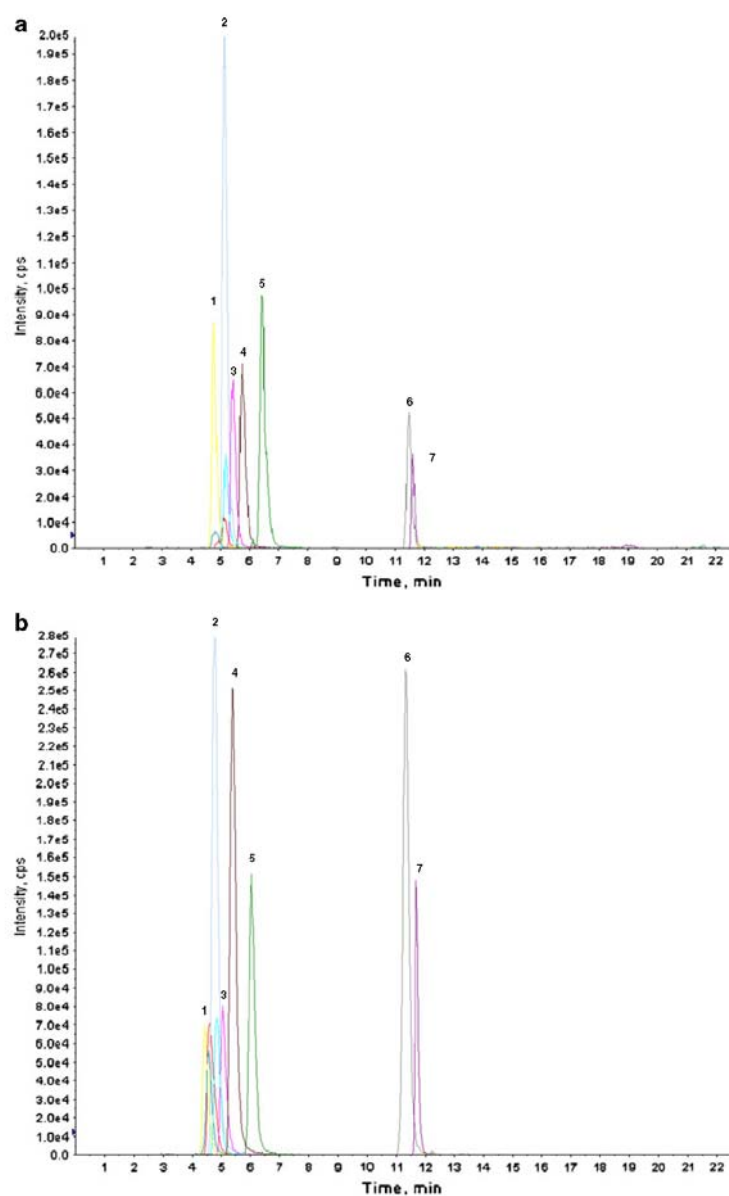 a
2
2.0e5
1.9e5
1.8e5
1.7e5
1.6e5
1.5e5
1.4e5
1.3e5
1.2e5
1.1e5
1.0e5
9.0e4
8.0e4
7.0e4
6.0e4
5.0e4
4.0e4
3.0e4
2.0e4
1.0e4
0.0
Intensity, cps
1
3
4
5
6
7
1 2 3 4 5 6 7 8 9 10 11 12 13 14 15 16 17 18 19 20 21 22
Time, min
b
2
2.8e5
2.7e5
2.6e5
2.5e5
2.4e5
2.3e5
2.2e5
2.1e5
2.0e5
1.9e5
1.8e5
1.7e5
1.6e5
1.5e5
1.4e5
1.3e5
1.2e5
1.1e5
1.0e5
9.0e4
8.0e4
7.0e4
6.0e4
5.0e4
4.0e4
3.0e4
2.0e4
1.0e4
0.0
Intensity, cps
1
3
4
5
6
7
1 2 3 4 5 6 7 8 9 10 11 12 13 14 15 16 17 18 19 20 21 22
Time, min